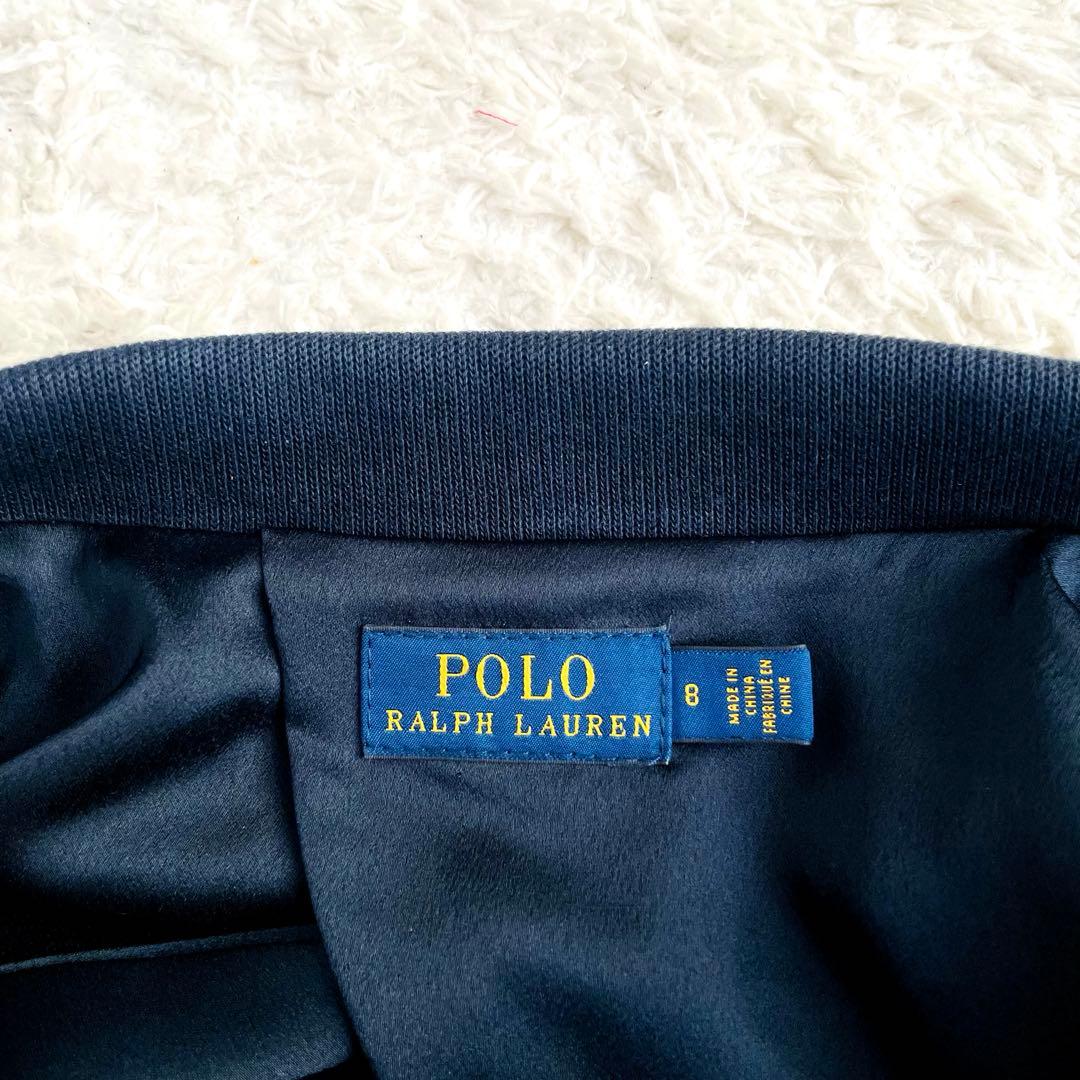 POLO
RALPH LAUREN
8
MADE IN
CHINA
FABRIQUÉ EN
CHINE